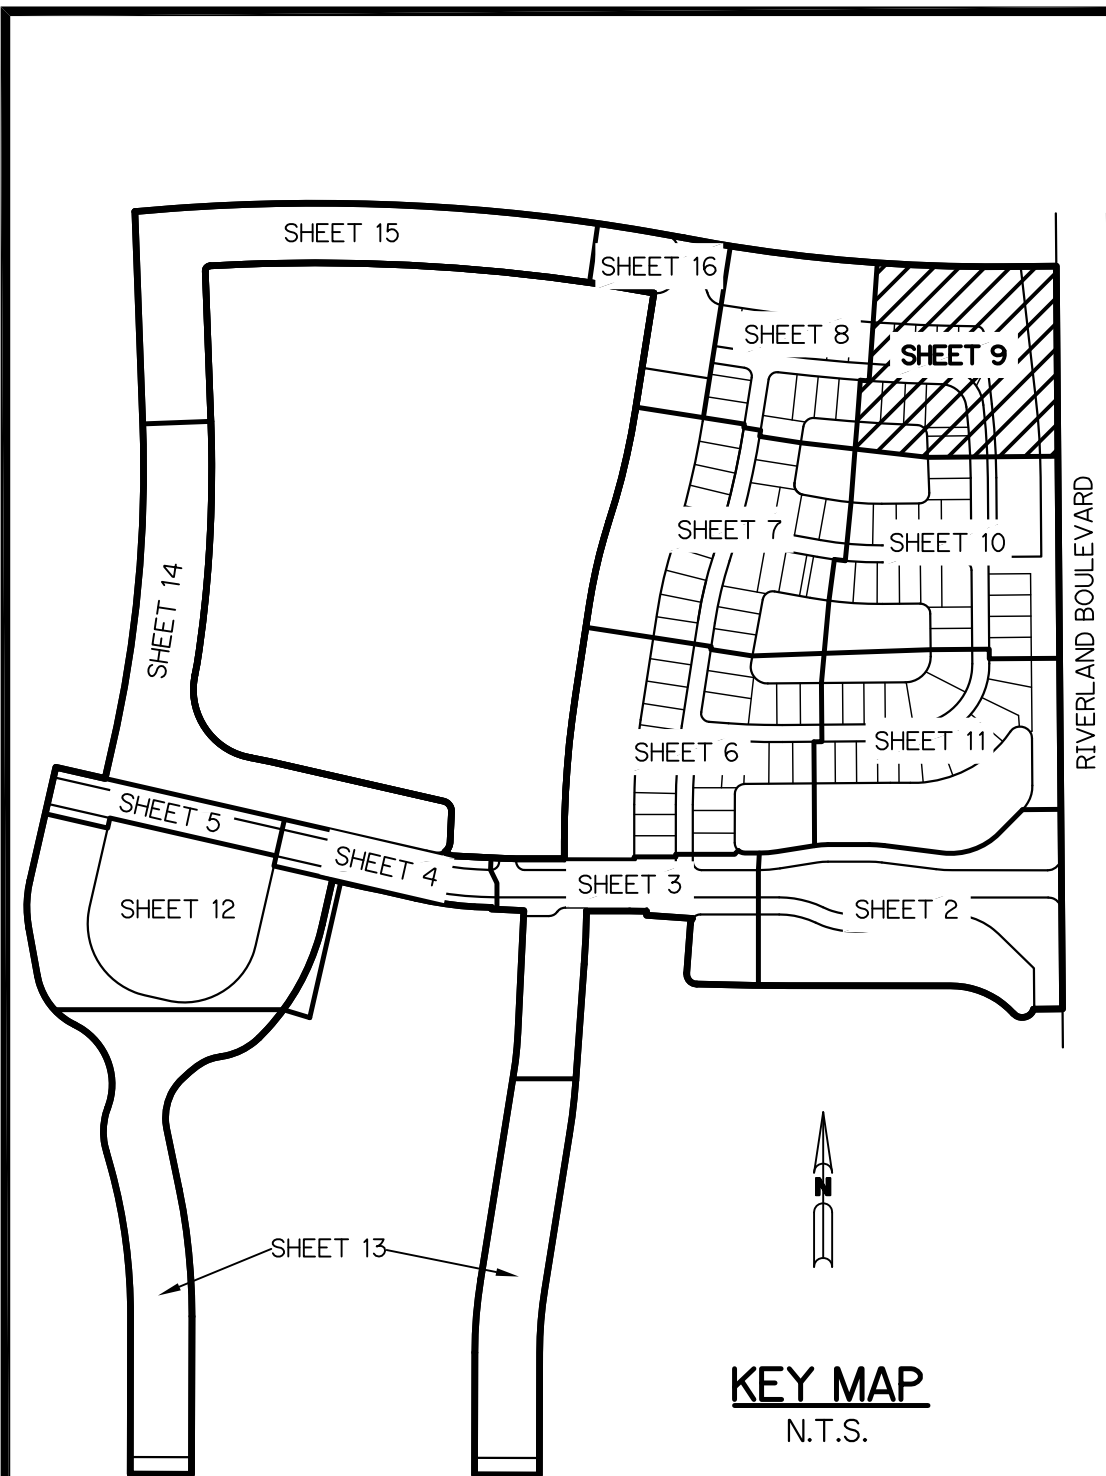 SHEET 15
SHEET 16
SHEET 8
SHEET 9
SHEET 7
SHEET 10
RIVERLAND BOULEVARD
SHEET 14
SHEET 6
SHEET 11
SHEET 5
SHEET 4
SHEET 3
SHEET 12
SHEET 2
N
SHEET 13
KEY MAP
N.T.S.